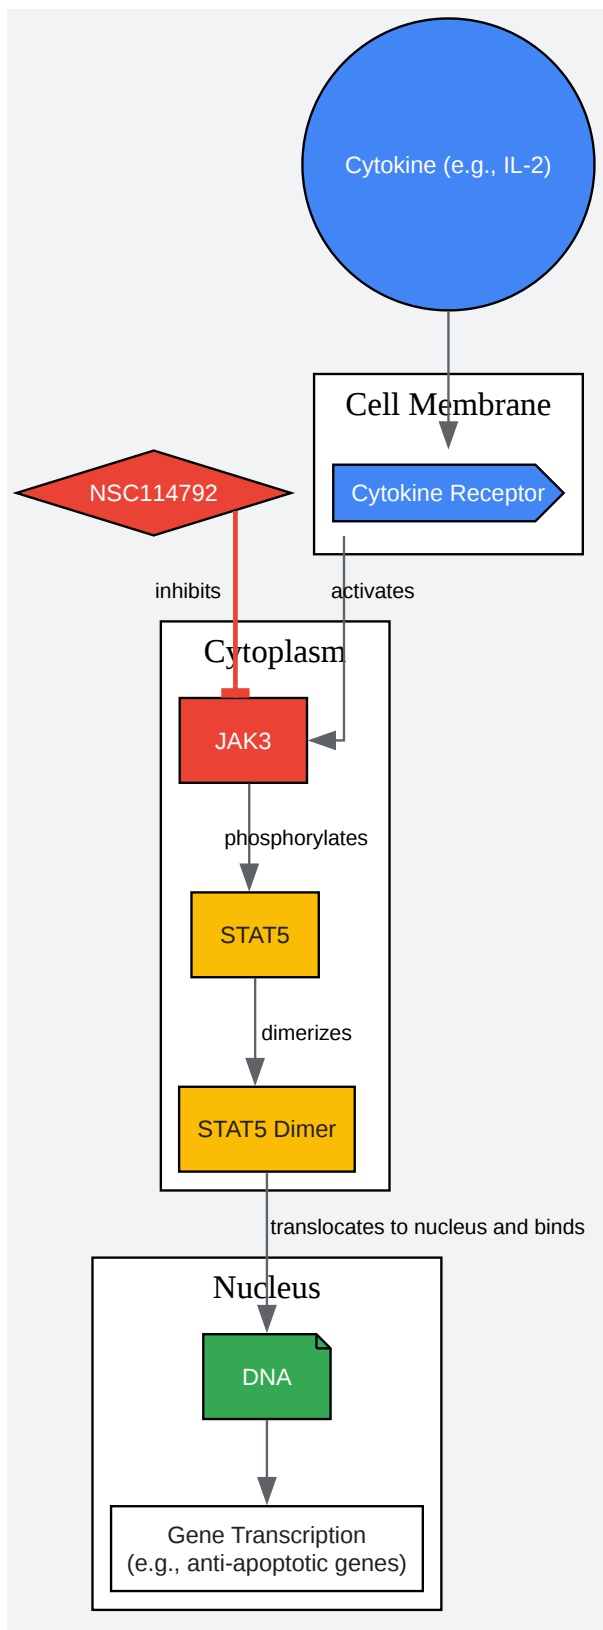 Cytokine (e.g., IL-2)
Cell Membrane
NSC114792
Cytokine Receptor
inhibits
activates
Cytoplasm
JAK3
phosphorylates
STAT5
dimerizes
STAT5 Dimer
translocates to nucleus and binds
Nucleus
DNA
Gene Transcription
(e.g., anti-apoptotic genes)